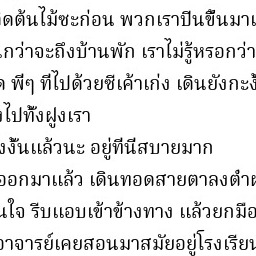 ิดต้นไม้ซะก่อน พวกเราปีนขึ้นมาเ
กว่าจะถึงบ้านพัก เราไม่รู้หรอกว่า
พีๆ ที่ไปด้วยซีเค้าเก่ง เดินยังกะง
ไปทั้งฝูงเรา
งั้นแล้วนะ อยู่ที่นี่สบายมาก
ออกมาแล้ว เดินทอดสายตาลงต่ำ
นใจ รีบแอบเข้าข้างทาง แล้วยกมือ
อาจารย์เคยสอนมาสมัยอยู่โรงเรียน